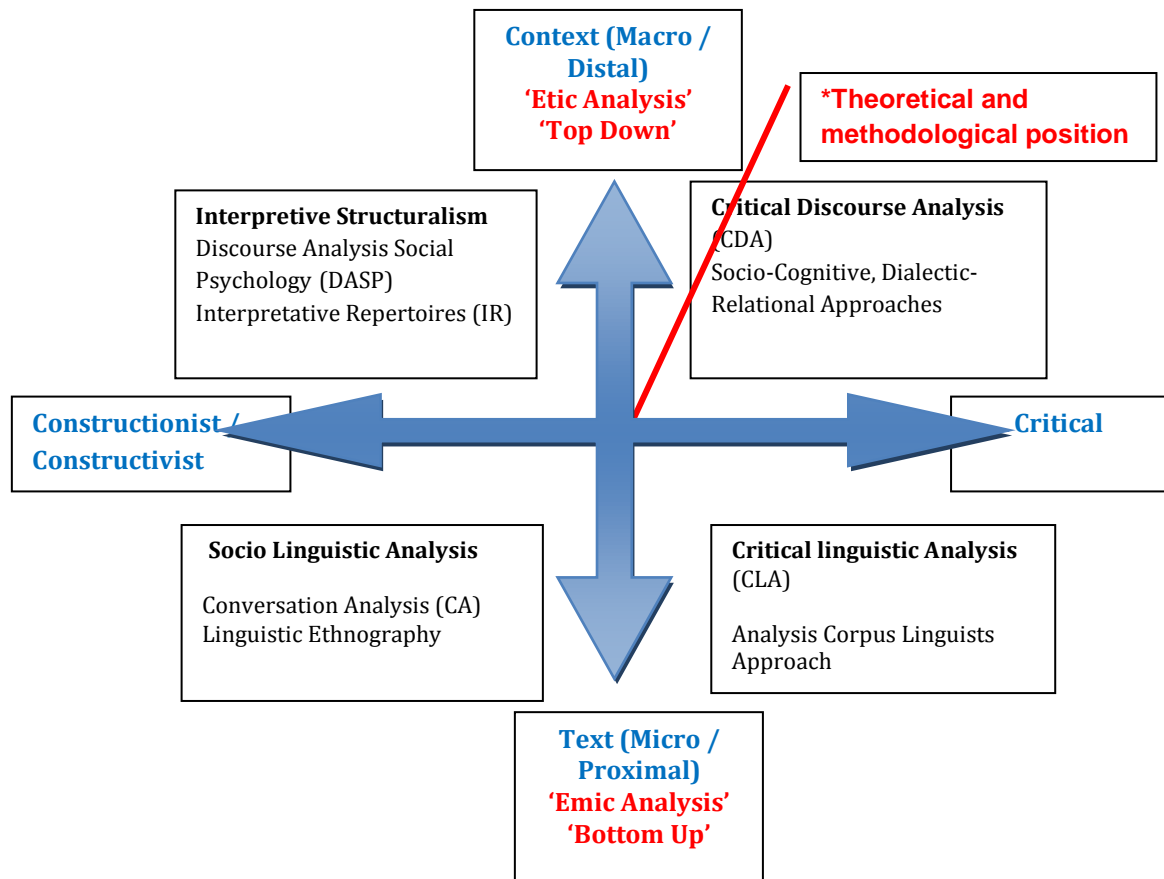 Context (Macro /
Distal)
‘Etic Analysis’
‘Top Down’
*Theoretical and
methodological position
Interpretive Structuralism
Discourse Analysis Social
Psychology (DASP)
Interpretative Repertoires (IR)
Critical Discourse Analysis
(CDA)
Socio-Cognitive, Dialectic-
Relational Approaches
Constructionist /
Constructivist
Critical
Socio Linguistic Analysis
Conversation Analysis (CA)
Linguistic Ethnography
Critical linguistic Analysis
(CLA)
Analysis Corpus Linguists
Approach
Text (Micro /
Proximal)
‘Emic Analysis’
‘Bottom Up’